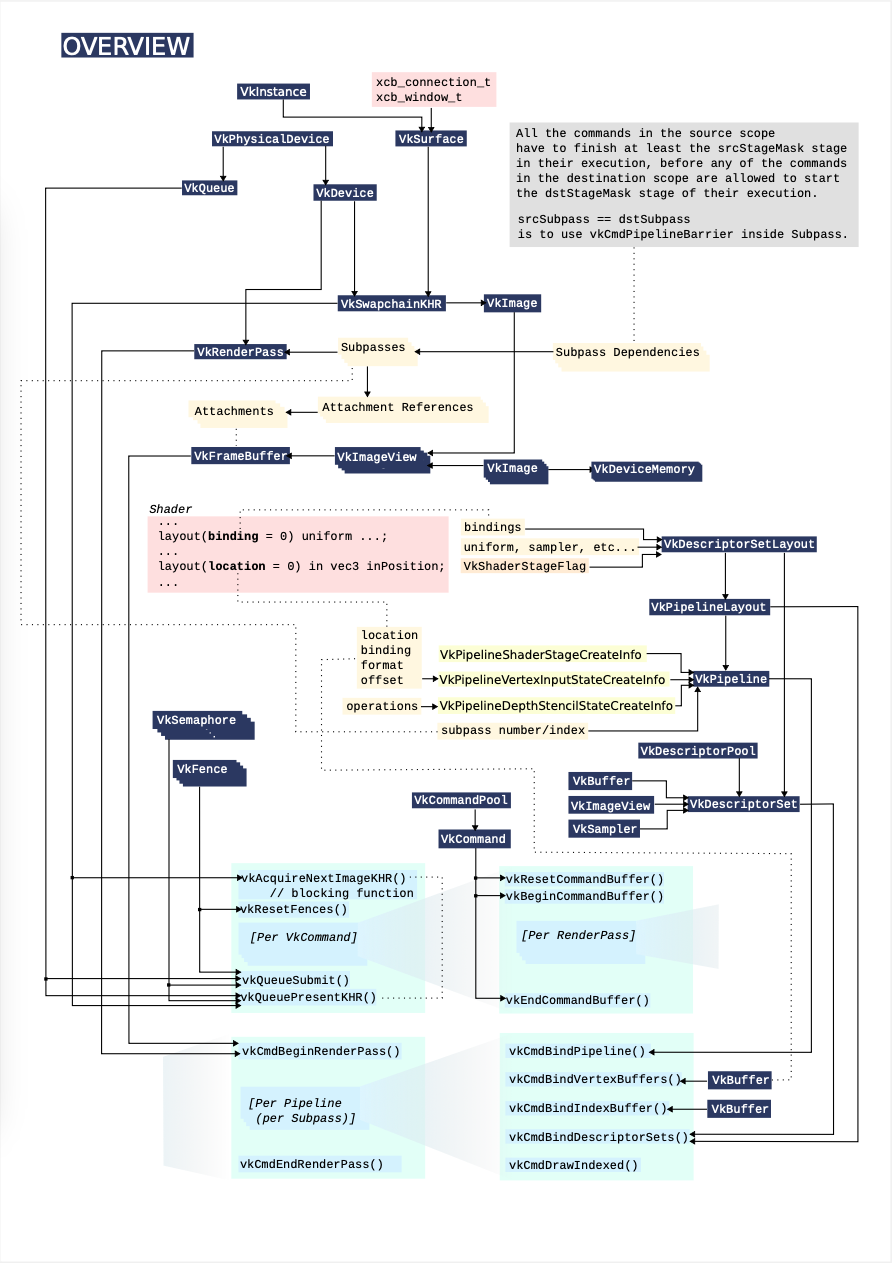 OVERVIEW
VkInstance
xcb_connection_t
xcb_window_t
VkPhysicalDevice
VkSurface
All the commands in the source scope
have to finish at least the srcStageMask stage
in their execution, before any of the commands
in the destination scope are allowed to start
the dstStageMask stage of their execution.
srcSubpass == dstSubpass
is to use vkCmdPipelineBarrier inside Subpass.
VkQueue
VkDevice
VkSwapchainKHR
VkImage
VkRenderPass
Subpasses
Subpass Dependencies
Attachments
Attachment References
VkFrameBuffer
VkImageView
VkImage
VkDeviceMemory
Shader
...
layout(binding = 0) uniform ...;
...
layout(location = 0) in vec3 inPosition;
...
bindings
uniform, sampler, etc...
VkShaderStageFlag
VkDescriptorSetLayout
VkPipelineLayout
location
binding
format
offset
operations
VkPipelineShaderStageCreateInfo
VkPipelineVertexInputStateCreateInfo
VkPipelineDepthStencilStateCreateInfo
subpass number/index
VkPipeline
VkSemaphore
VkFence
VkDescriptorPool
VkBuffer
VkImageView
VkSampler
VkDescriptorSet
VkCommandPool
VkCommand
vkAcquireNextImageKHR()
// blocking function
vkResetFences()
[Per VkCommand]
vkQueueSubmit()
vkQueuePresentKHR()
vkResetCommandBuffer()
vkBeginCommandBuffer()
[Per RenderPass]
vkEndCommandBuffer()
vkCmdBeginRenderPass()
[Per Pipeline
(per Subpass)]
vkCmdEndRenderPass()
vkCmdBindPipeline()
vkCmdBindVertexBuffers()
VkBuffer
vkCmdBindIndexBuffer()
VkBuffer
vkCmdBindDescriptorSets()
vkCmdDrawIndexed()